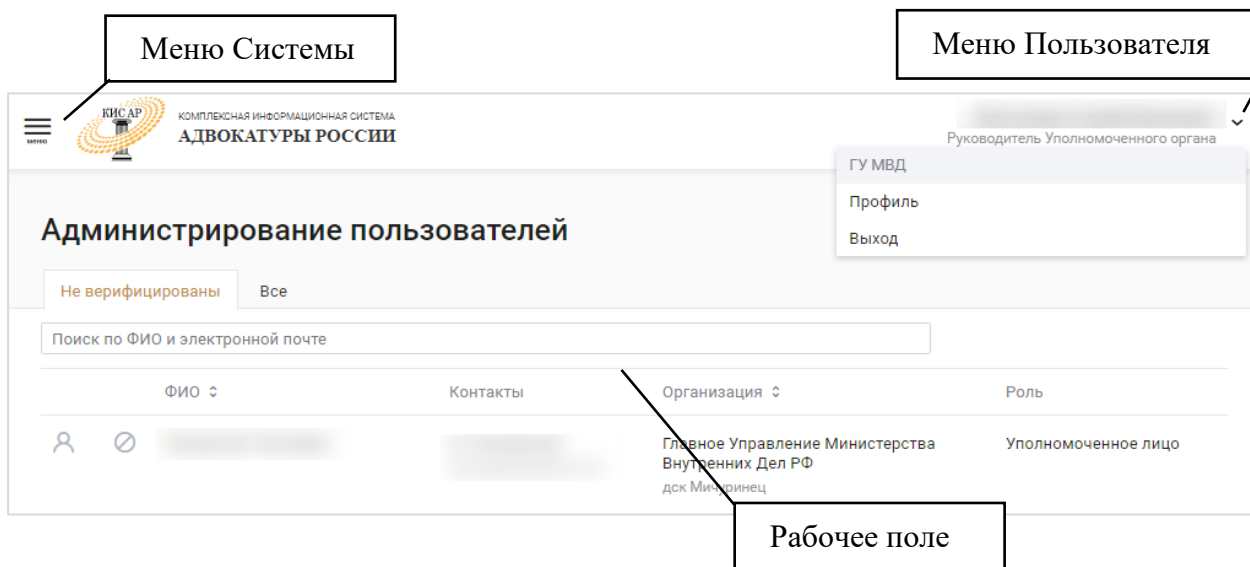 Меню Системы
Меню Пользователя
меню
КИС АР
КОМПЛЕКСНАЯ ИНФОРМАЦИОННАЯ СИСТЕМА
АДВОКАТУРЫ РОССИИ
Руководитель Уполномоченного органа
ГУ МВД
Профиль
Выход
Администрирование пользователей
Не верифицированы Все
Поиск по ФИО и электронной почте
ФИО Контакты Организация Роль
Главное Управление Министерства Уполномоченное лицо
Внутренних Дел РФ
дск Мичуринец
Рабочее поле